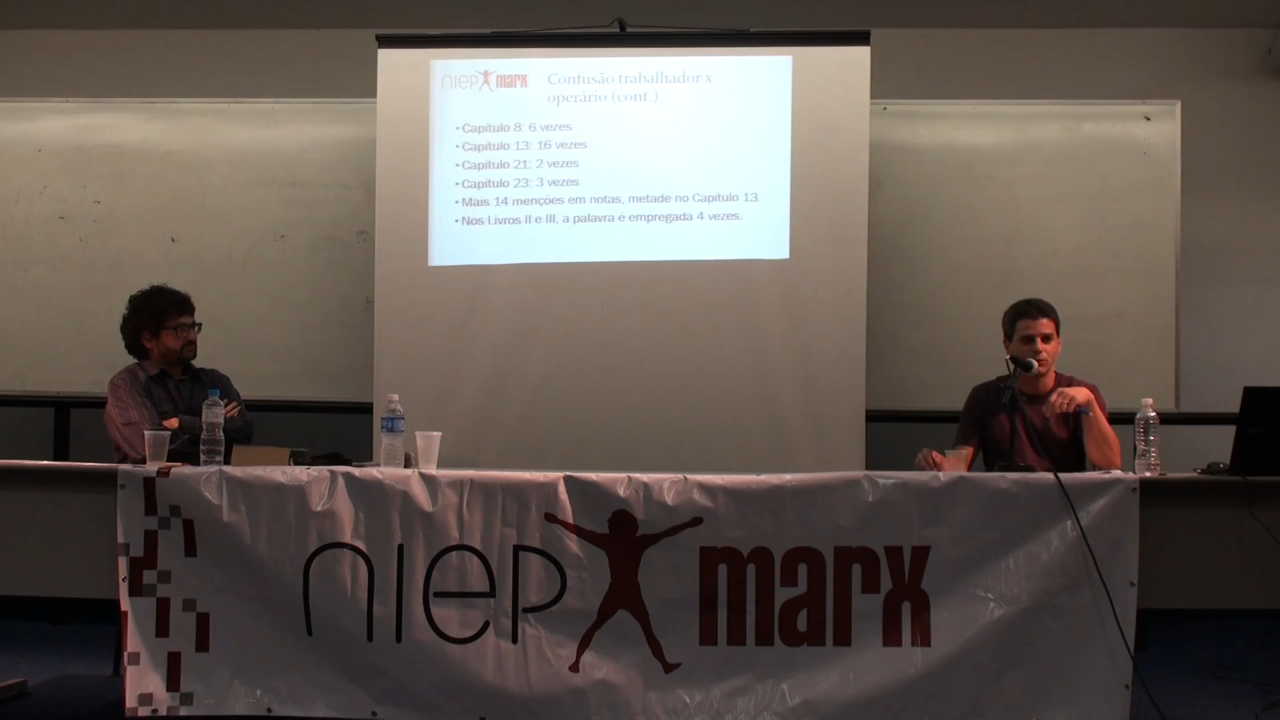 NIEP marx
Confusão trabalhador x
operário (cont.)
• Capítulo 8: 6 vezes
• Capítulo 13: 16 vezes
• Capítulo 21: 2 vezes
• Capítulo 23: 3 vezes
• Mais 14 menções em notas, metade no Capítulo 13.
• Nos Livros II e III, a palavra é empregada 4 vezes.
NIEP marx